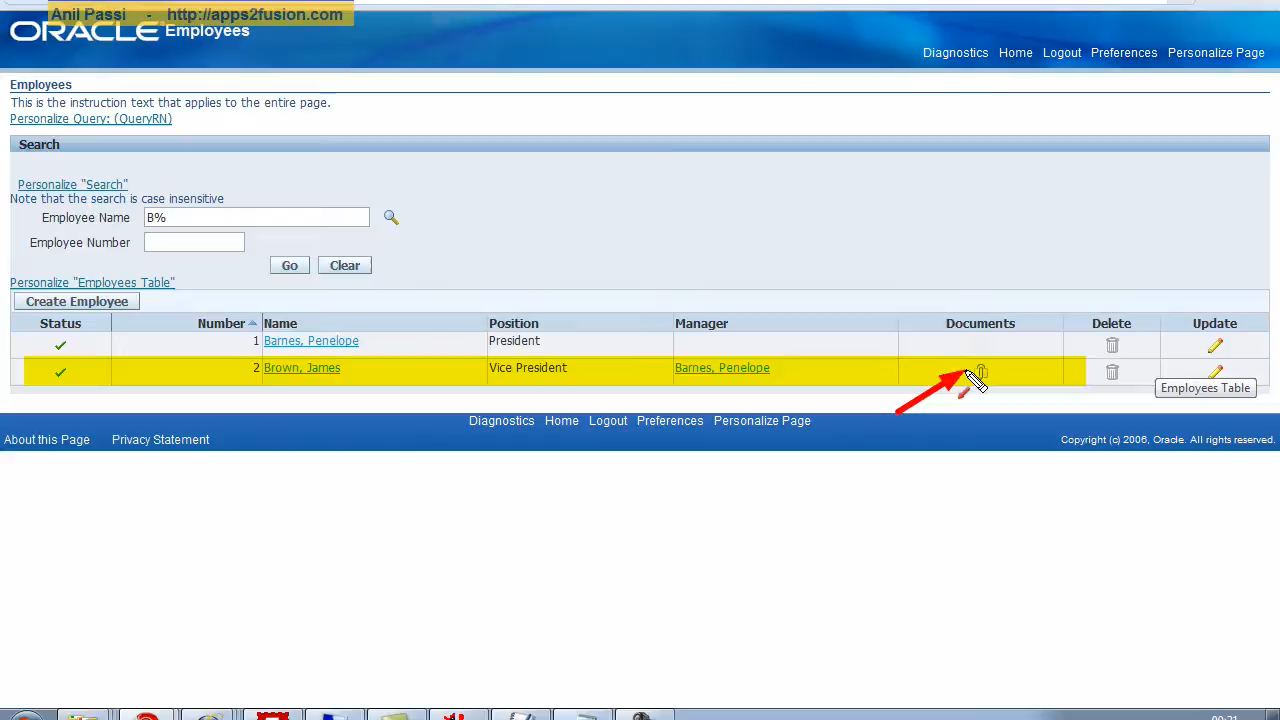 Anil Passi - http://apps2fusion.com
ORACLE Employees
Diagnostics Home Logout Preferences Personalize Page
Employees
This is the instruction text that applies to the entire page.
Personalize Query: (QueryRN)
Search
Personalize "Search"
Note that the search is case insensitive
Employee Name B%
Employee Number
Go Clear
Personalize "Employees Table"
Create Employee
Status Number Name Position Manager Documents Delete Update
1 Barnes, Penelope President
2 Brown, James Vice President Barnes, Penelope
Employees Table
Diagnostics Home Logout Preferences Personalize Page
About this Page Privacy Statement Copyright (c) 2006, Oracle. All rights reserved.